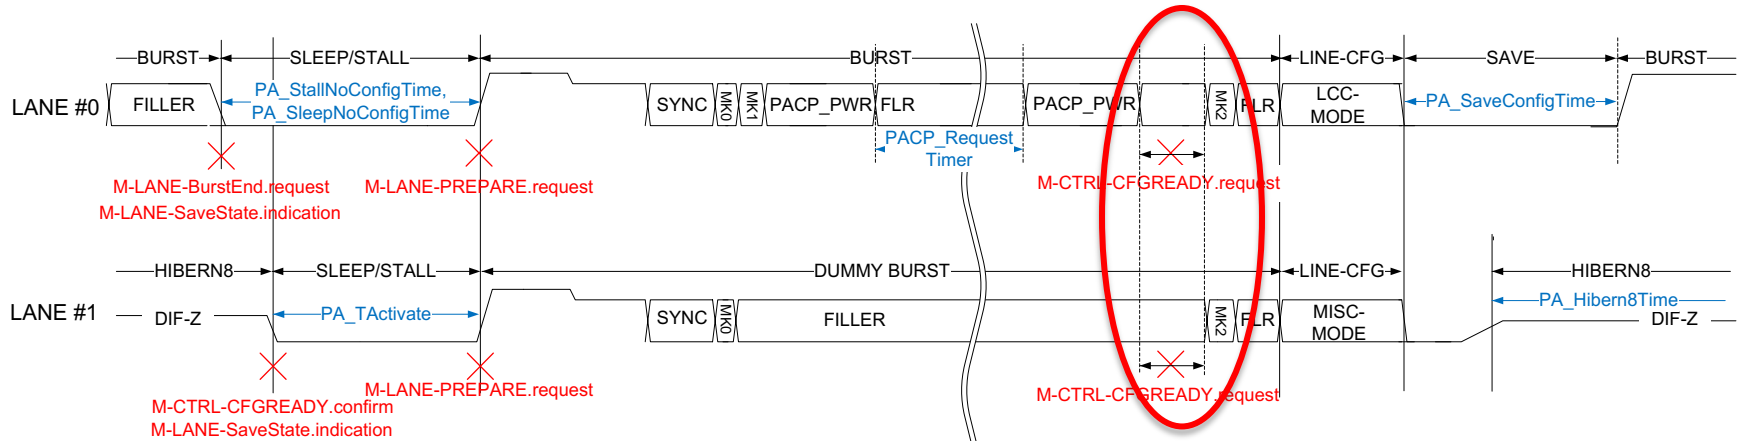 BURST SLEEP/STALL BURST LINE-CFG SAVE BURST
LANE #0 FILLER PA_StallNoConfigTime, PA_SleepNoConfigTime SYNC MK0 MK1 PACP_PWR FLR PACP_PWR MK2 FLR LCC-MODE PA_SaveConfigTime
PACP_Request
Timer
M-LANE-BurstEnd.request M-LANE-PREPARE.request M-CTRL-CFGREADY.request
M-LANE-SaveState.indication
HIBERN8 SLEEP/STALL DUMMY BURST LINE-CFG HIBERN8
LANE #1 DIF-Z PA_TActivate SYNC MK0 FILLER MK2 FLR MISC-MODE PA_Hibern8Time DIF-Z
M-LANE-PREPARE.request M-CTRL-CFGREADY.request
M-CTRL-CFGREADY.confirm
M-LANE-SaveState.indication